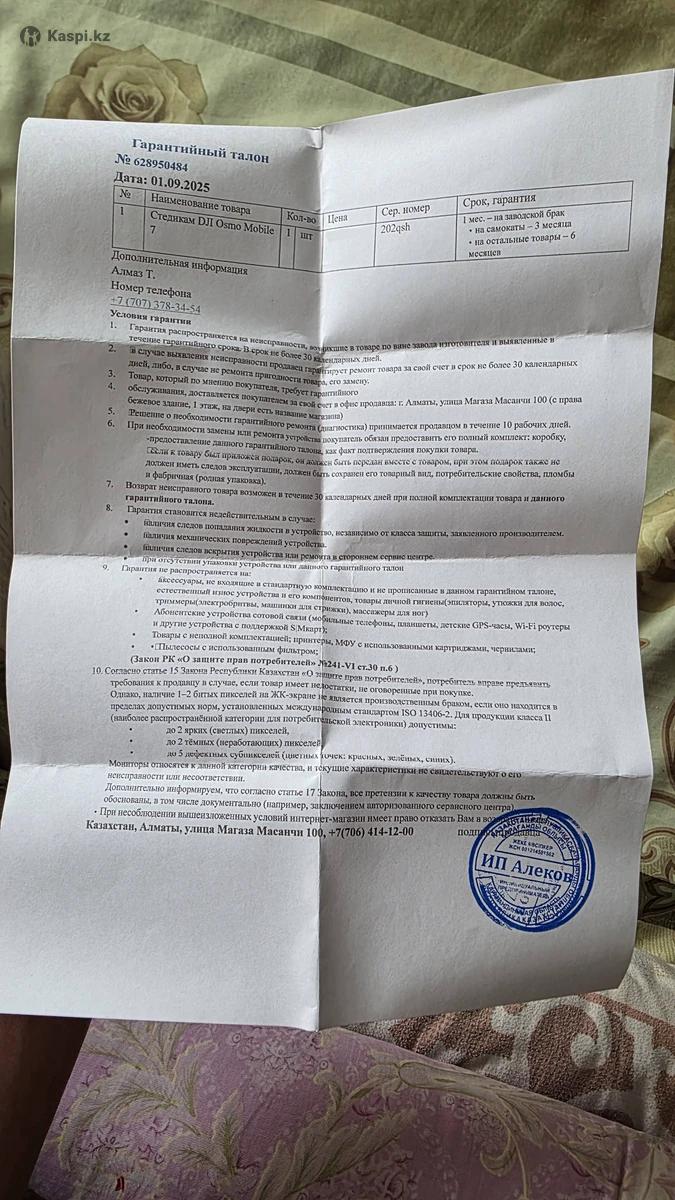 Kaspi.kz
Гарантийный талон
№ 628950484
Дата: 01.09.2025
№ Наименование товара Кол-во Цена Сер. номер Срок, гарантия
1 Стедикам DJI Osmo Mobile 7 1 шт 202qsh 1 мес. – на заводской брак
• на самокаты – 3 месяца
• на остальные товары – 6 месяцев
Дополнительная информация
Алмаз Т.
Номер телефона
+7 (707) 378-34-54
Условия гарантии
1. Гарантия распространяется на неисправности, возникшие в товаре по вине завода изготовителя и выявленные в
течение гарантийного срока. В срок не более 30 календарных дней.
2. в случае выявления неисправности продавец гарантирует ремонт товара за свой счет в срок не более 30 календарных
дней, либо, в случае не ремонта пригодности товара, его замену.
3. Товар, который по мнению покупателя, требует гарантийного
4. обслуживания, доставляется покупателем за свой счет в офис продавца: г. Алматы, улица Магаза Масанчи 100 (с права
бежевое здание, 1 этаж, на двери есть название магазина)
5. Решение о необходимости гарантийного ремонта (диагностика) принимается продавцом в течение 10 рабочих дней.
6. При необходимости замены или ремонта устройства покупатель обязан предоставить его полный комплект: коробку,
-предоставление данного гарантийного талона, как факт подтверждения покупки товара.
Если к товару был приложен подарок, он должен быть передан вместе с товаром, при этом подарок также не
должен иметь следов эксплуатации, должен быть сохранен его товарный вид, потребительские свойства, пломбы
и фабричная (родная упаковка).
7. Возврат неисправного товара возможен в течение 30 календарных дней при полной комплектации товара и данного
гарантийного талона.
8. Гарантия становится недействительным в случае:
• наличия следов попадания жидкости в устройство, независимо от класса защиты, заявленного производителем.
• наличия механических повреждений устройства.
• наличия следов вскрытия устройства или ремонта в стороннем сервис центре.
• при отсутствии упаковки устройства или данного гарантийного талон
9. Гарантия не распространяется на:
• аксессуары, не входящие в стандартную комплектацию и не прописанные в данном гарантийном талоне,
естественный износ устройства и его компонентов, товары личной гигиены(эпиляторы, утюжки для волос,
триммеры(электробритвы, машинки для стрижки), массажеры для ног)
• Абонентские устройства сотовой связи (мобильные телефоны, планшеты, детские GPS-часы, Wi-Fi роутеры
и другие устройства с поддержкой SIMкарт);
• Товары с неполной комплектацией; принтеры, МФУ с использованными картриджами, чернилами;
• Пылесосы с использованным фильтром;
(Закон РК «О защите прав потребителей» №241-VI ст.30 п.6 )
10. Согласно статье 15 Закона Республики Казахстан «О защите прав потребителей», потребитель вправе предъявить
требования к продавцу в случае, если товар имеет недостатки, не оговоренные при покупке.
Однако, наличие 1–2 битых пикселей на ЖК-экране не является производственным браком, если оно находится в
пределах допустимых норм, установленных международным стандартом ISO 13406-2. Для продукции класса II
(наиболее распространённой категории для потребительской электроники) допустимы:
• до 2 ярких (светлых) пикселей,
• до 2 тёмных (неработающих) пикселей,
• до 5 дефектных субпикселей (цветных точек: красных, зелёных, синих).
Мониторы относятся к данной категории качества, и текущие характеристики не свидетельствуют о его
неисправности или несоответствии.
Дополнительно информируем, что согласно статье 17 Закона, все претензии к качеству товара должны быть
обоснованы, в том числе документально (например, заключением авторизованного сервисного центра).
• При несоблюдении вышеизложенных условий интернет-магазин имеет право отказать Вам в
Казахстан, Алматы, улица Магаза Масанчи 100, +7(706) 414-12-00 подпись продавца
ЖЕКЕ КӘСІПКЕР
ИП Алеков
ИНДИВИДУАЛЬНЫЙ
ПРЕДПРИНИМАТЕЛЬ